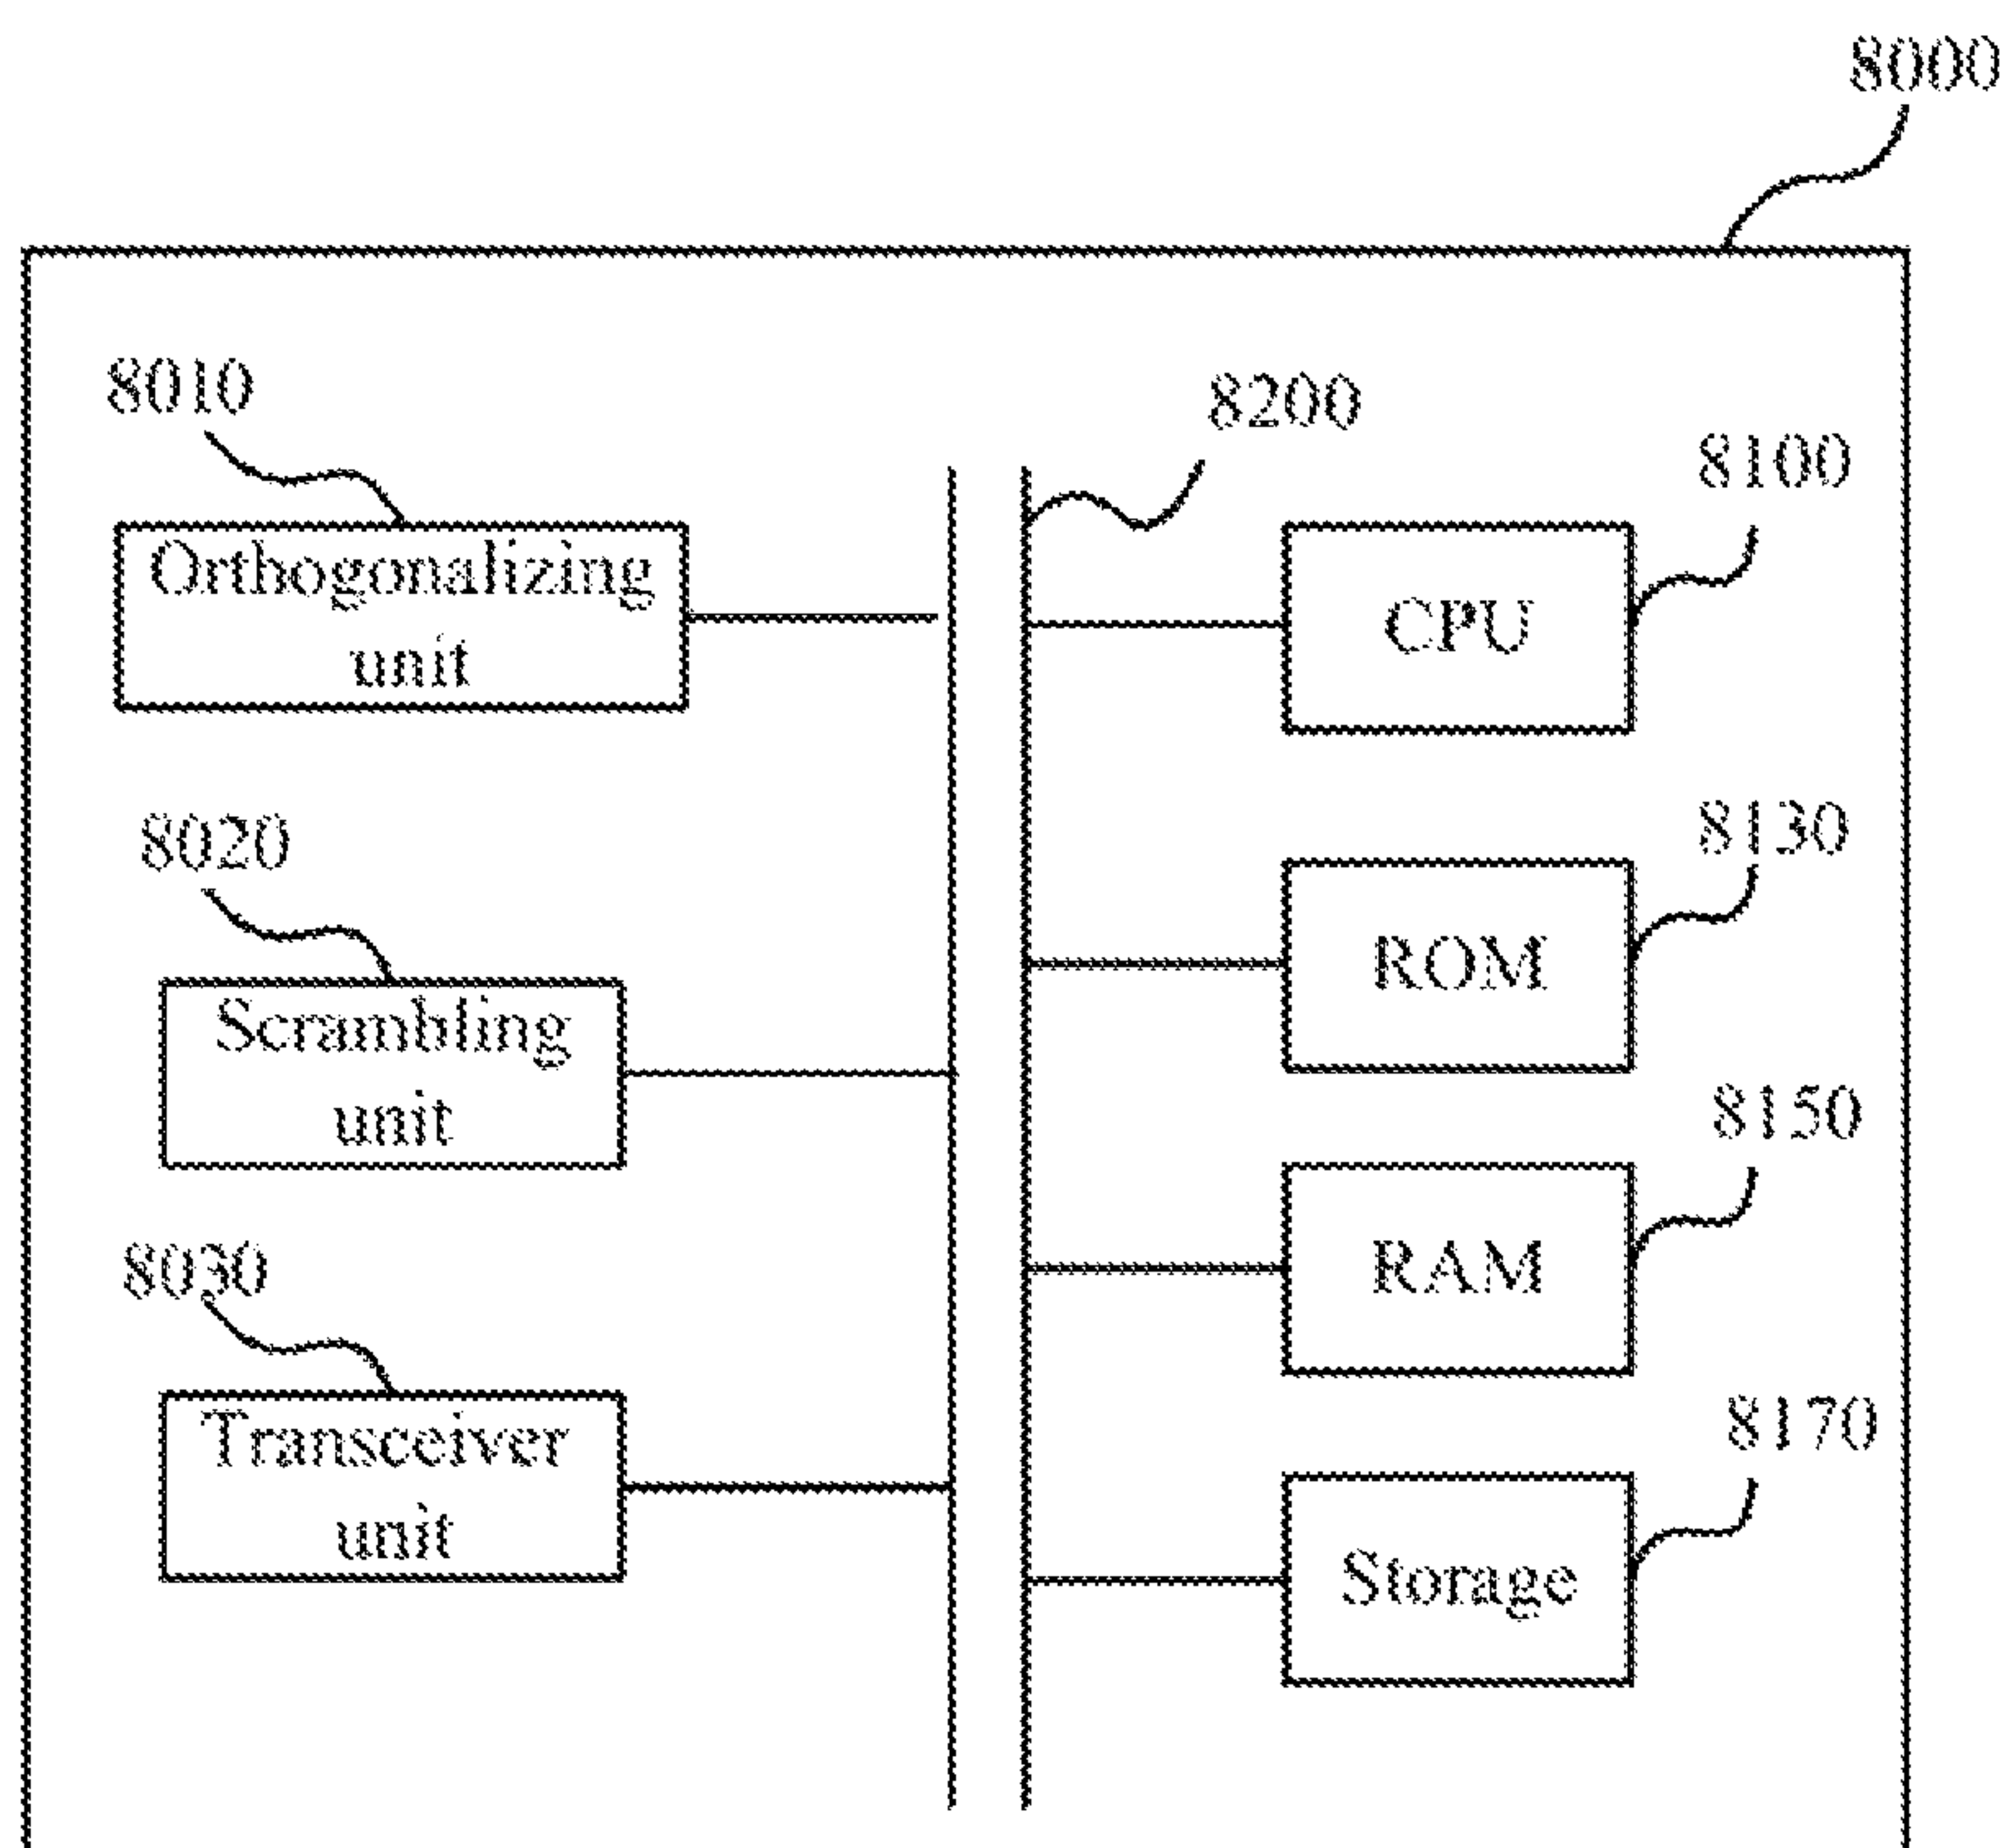 8000
8010
8200
8100
Orthogonalizing
unit
CPU
8020
8130
Scrambling
unit
ROM
8150
8030
RAM
Transceiver
unit
8170
Storage